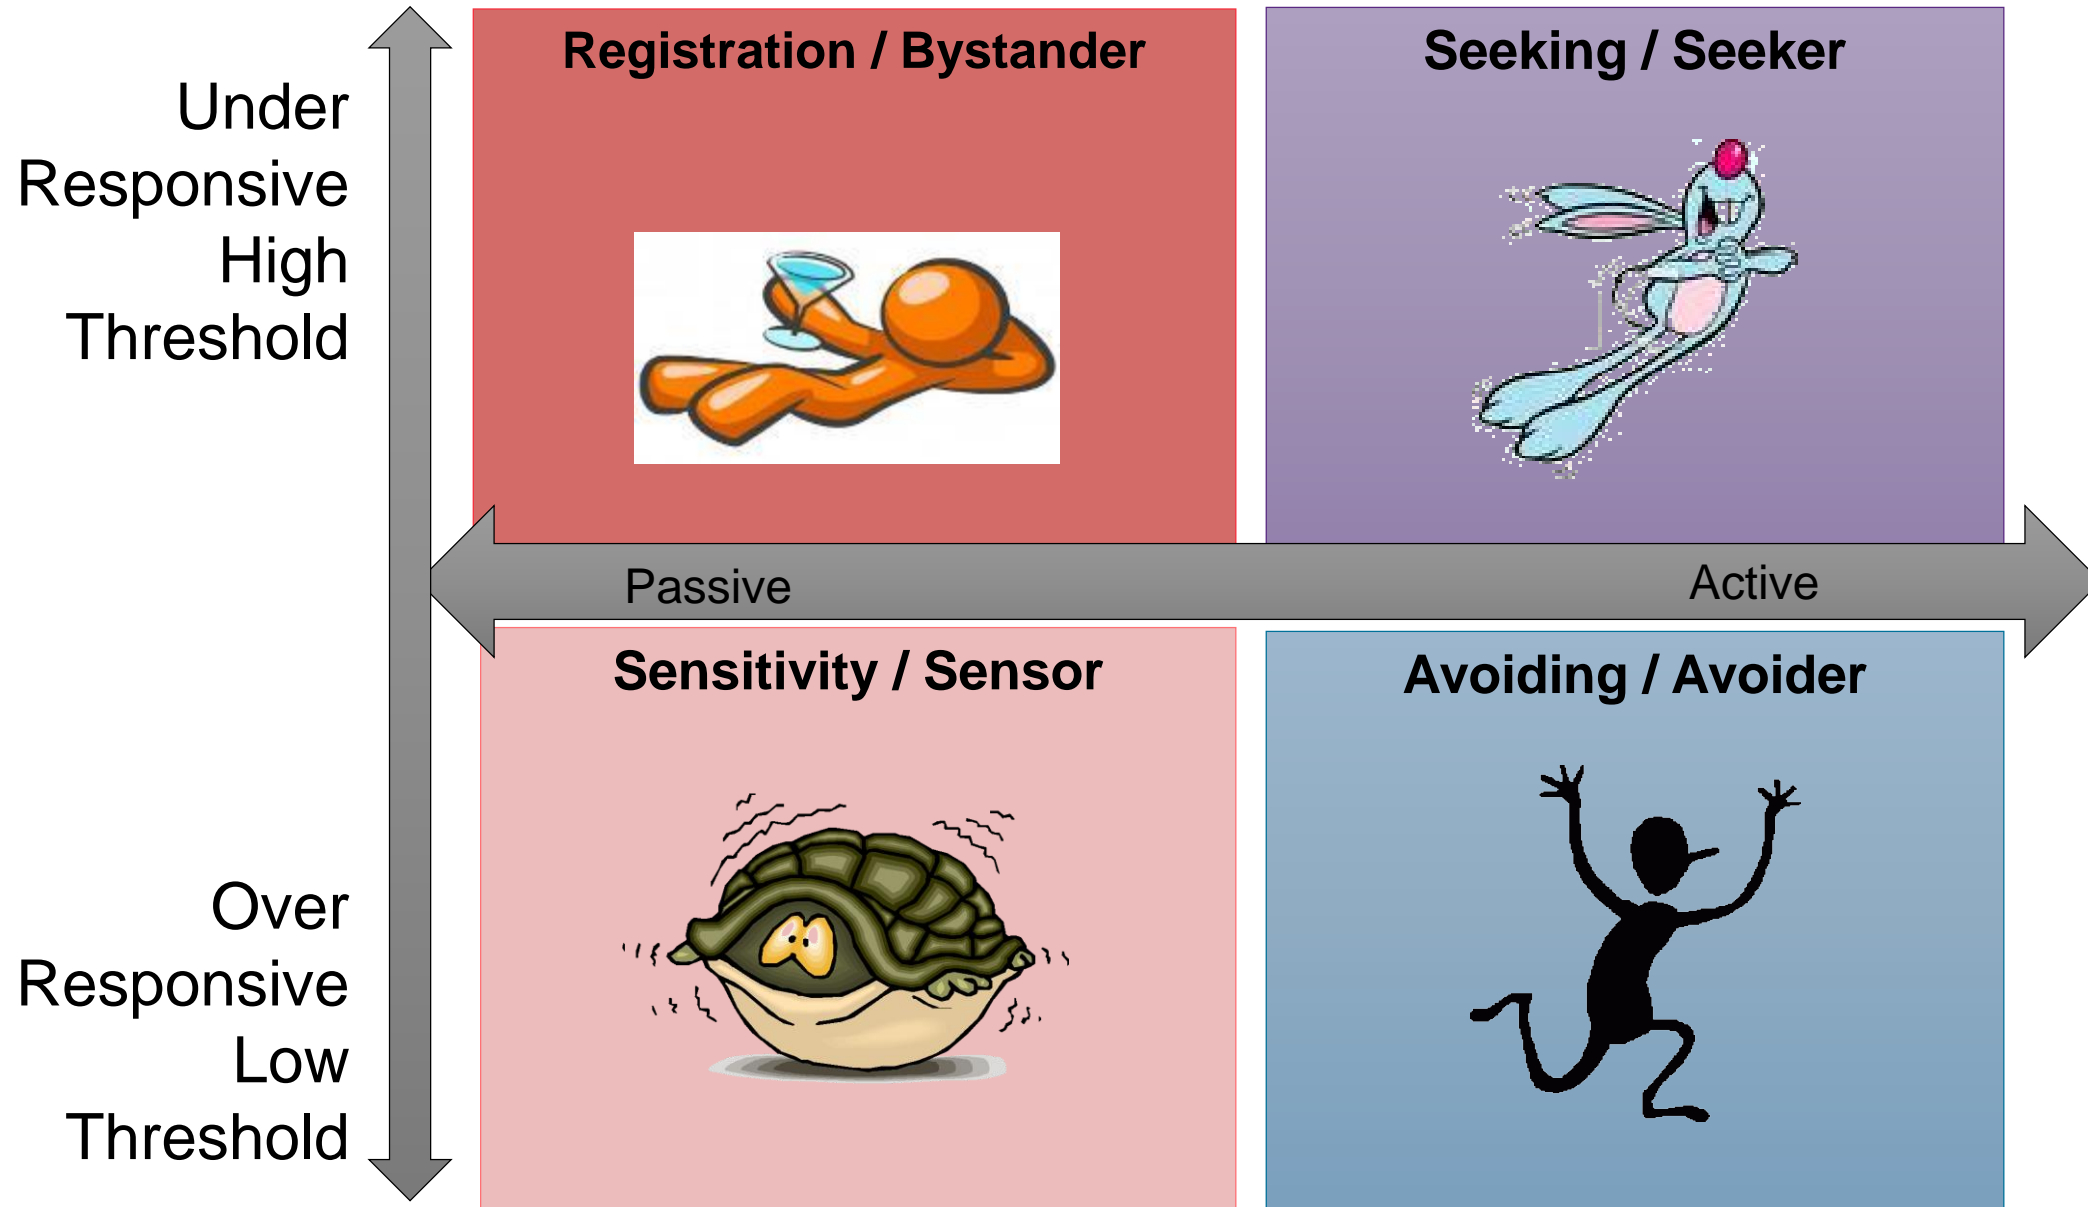 Under
Responsive
High
Threshold
Registration / Bystander
Seeking / Seeker
Passive
Active
Over
Responsive
Low
Threshold
Sensitivity / Sensor
Avoiding / Avoider